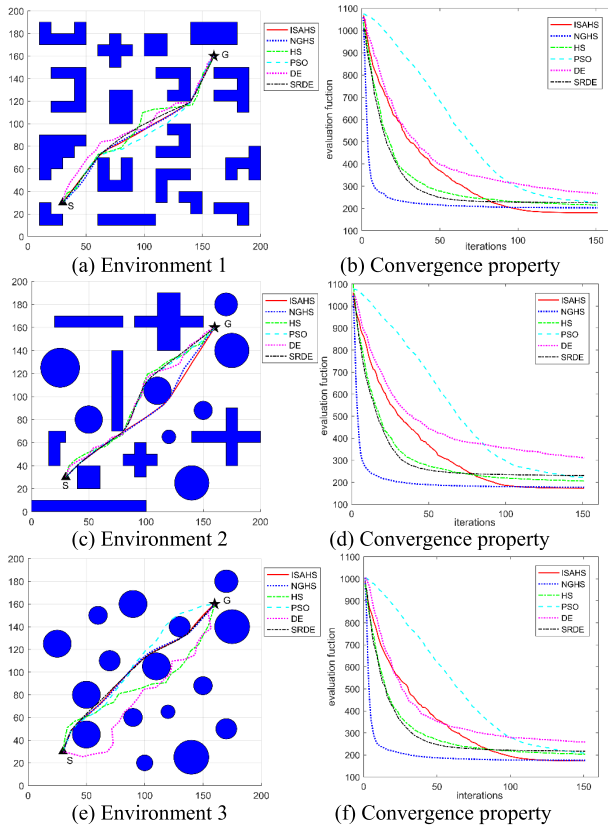 200
180
160
140
120
100
80
60
40
20
0
0
50
100
150
200
S
G
ISAHS
NGHS
HS
PSO
DE
SRDE
(a) Environment 1
evaluation fuction
1100
1000
900
800
700
600
500
400
300
200
100
0
50
100
150
iterations
ISAHS
NGHS
HS
PSO
DE
SRDE
(b) Convergence property
200
180
160
140
120
100
80
60
40
20
0
0
50
100
150
200
S
G
ISAHS
NGHS
HS
PSO
DE
SRDE
(c) Environment 2
evaluation fuction
1100
1000
900
800
700
600
500
400
300
200
100
0
50
100
150
iterations
ISAHS
NGHS
HS
PSO
DE
SRDE
(d) Convergence property
200
180
160
140
120
100
80
60
40
20
0
0
50
100
150
200
S
G
ISAHS
NGHS
HS
PSO
DE
SRDE
(e) Environment 3
evaluation fuction
1100
1000
900
800
700
600
500
400
300
200
100
0
50
100
150
iterations
ISAHS
NGHS
HS
PSO
DE
SRDE
(f) Convergence property